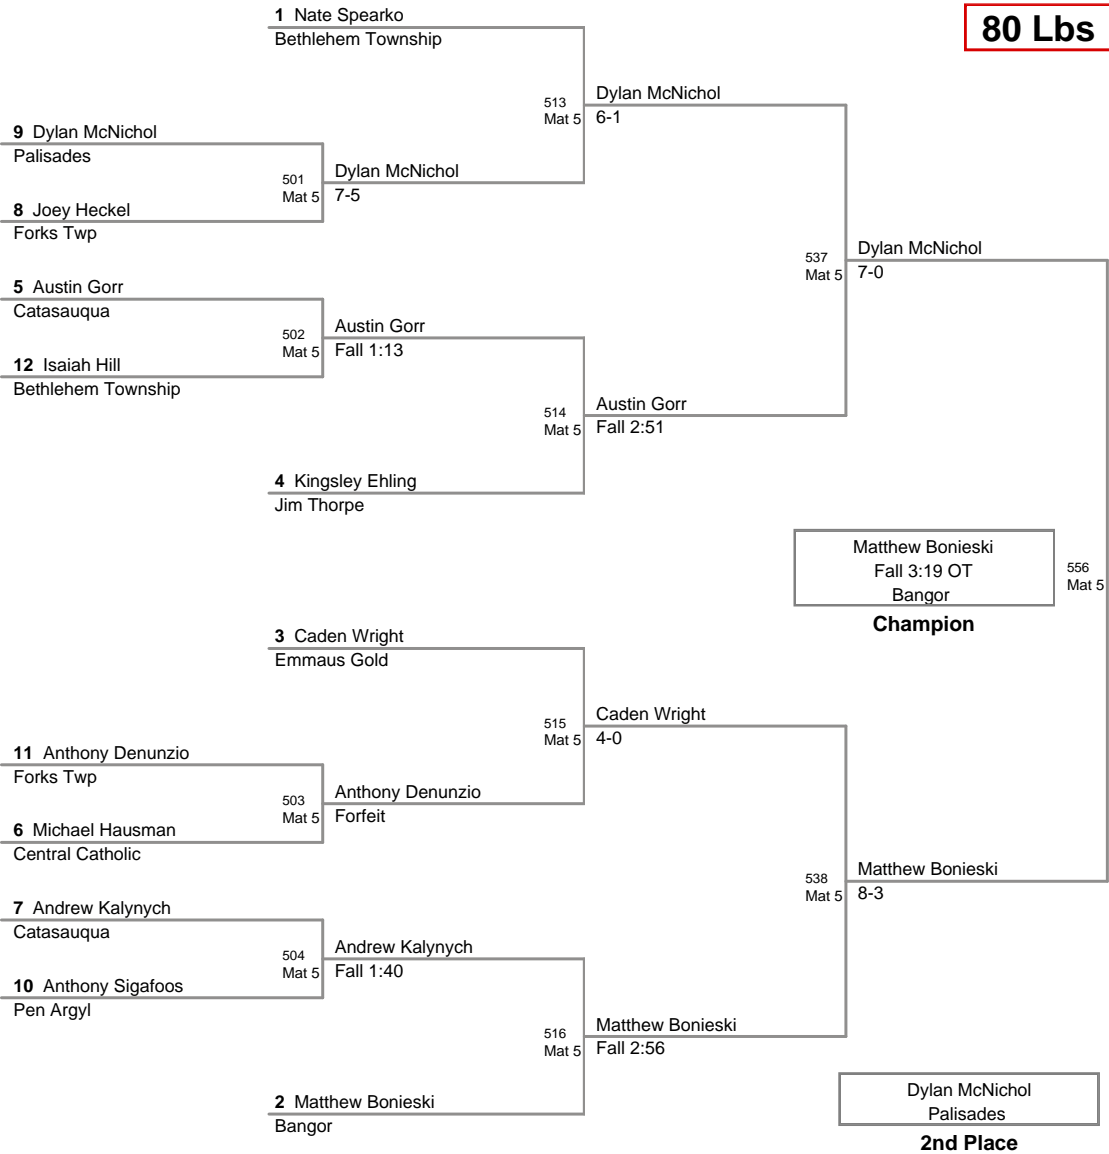 1 Nate Spearko
Bethlehem Township
80 Lbs
513
Mat 5
Dylan McNichol
6-1
9 Dylan McNichol
Palisades
501
Mat 5
Dylan McNichol
7-5
8 Joey Heckel
Forks Twp
537
Mat 5
Dylan McNichol
7-0
5 Austin Gorr
Catasauqua
502
Mat 5
Austin Gorr
Fall 1:13
12 Isaiah Hill
Bethlehem Township
514
Mat 5
Austin Gorr
Fall 2:51
4 Kingsley Ehling
Jim Thorpe
Matthew Bonieski
Fall 3:19 OT
Bangor
Champion
556
Mat 5
3 Caden Wright
Emmaus Gold
515
Mat 5
Caden Wright
4-0
11 Anthony Denunzio
Forks Twp
503
Mat 5
Anthony Denunzio
Forfeit
6 Michael Hausman
Central Catholic
538
Mat 5
Matthew Bonieski
8-3
7 Andrew Kalynych
Catasauqua
504
Mat 5
Andrew Kalynych
Fall 1:40
10 Anthony Sigafoos
Pen Argyl
516
Mat 5
Matthew Bonieski
Fall 2:56
2 Matthew Bonieski
Bangor
Dylan McNichol
Palisades
2nd Place